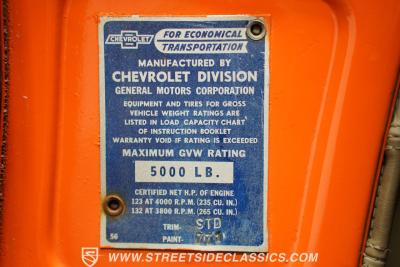 CHEVROLET
FOR ECONOMICAL
TRANSPORTATION
MANUFACTURED BY
CHEVROLET DIVISION
GENERAL MOTORS CORPORATION
EQUIPMENT AND TIRES FOR GROSS
VEHICLE WEIGHT RATINGS ARE
LISTED IN LOAD CAPACITY CHART
OF INSTRUCTION BOOKLET
WARRANTY VOID IF RATING IS EXCEEDED
MAXIMUM GVW RATING
5000 LB.
CERTIFIED NET H.P. OF ENGINE
123 AT 4000 R.P.M. (235 CU. IN.)
132 AT 3800 R.P.M. (265 CU. IN.)
TRIM- STD
56 PAINT-
WWW.STREETSIDECLASSICS.COM